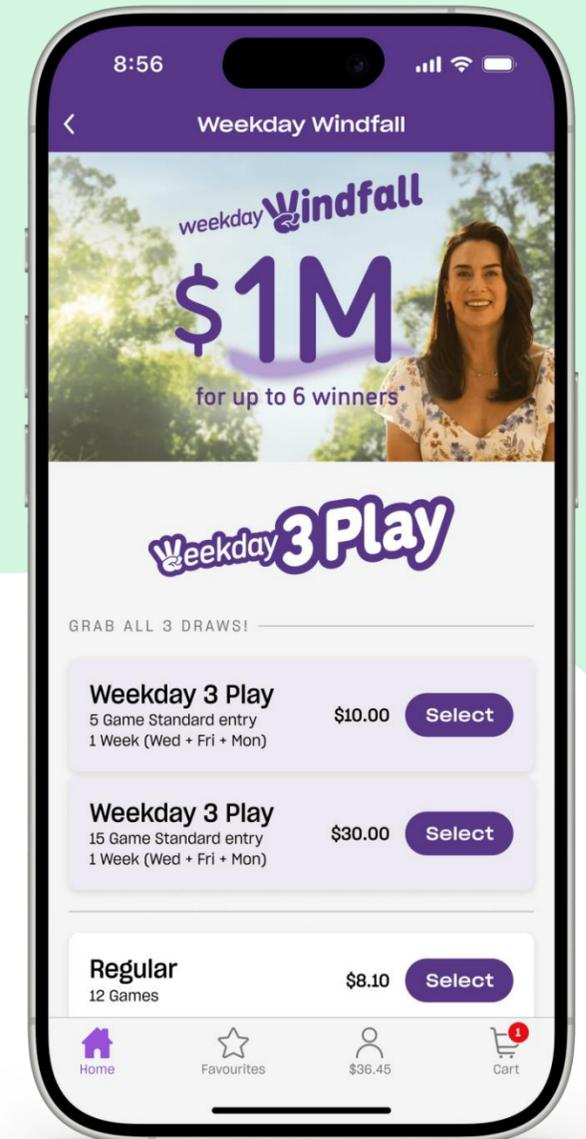 8:56
Weekday Windfall
weekday Windfall
$1M
for up to 6 winners*
Weekday 3 Play
GRAB ALL 3 DRAWS!
Weekday 3 Play
5 Game Standard entry
1 Week (Wed + Fri + Mon)
$10.00
Select
Weekday 3 Play
15 Game Standard entry
1 Week (Wed + Fri + Mon)
$30.00
Select
Regular
12 Games
$8.10
Select
Home
Favourites
$36.45
1
Cart